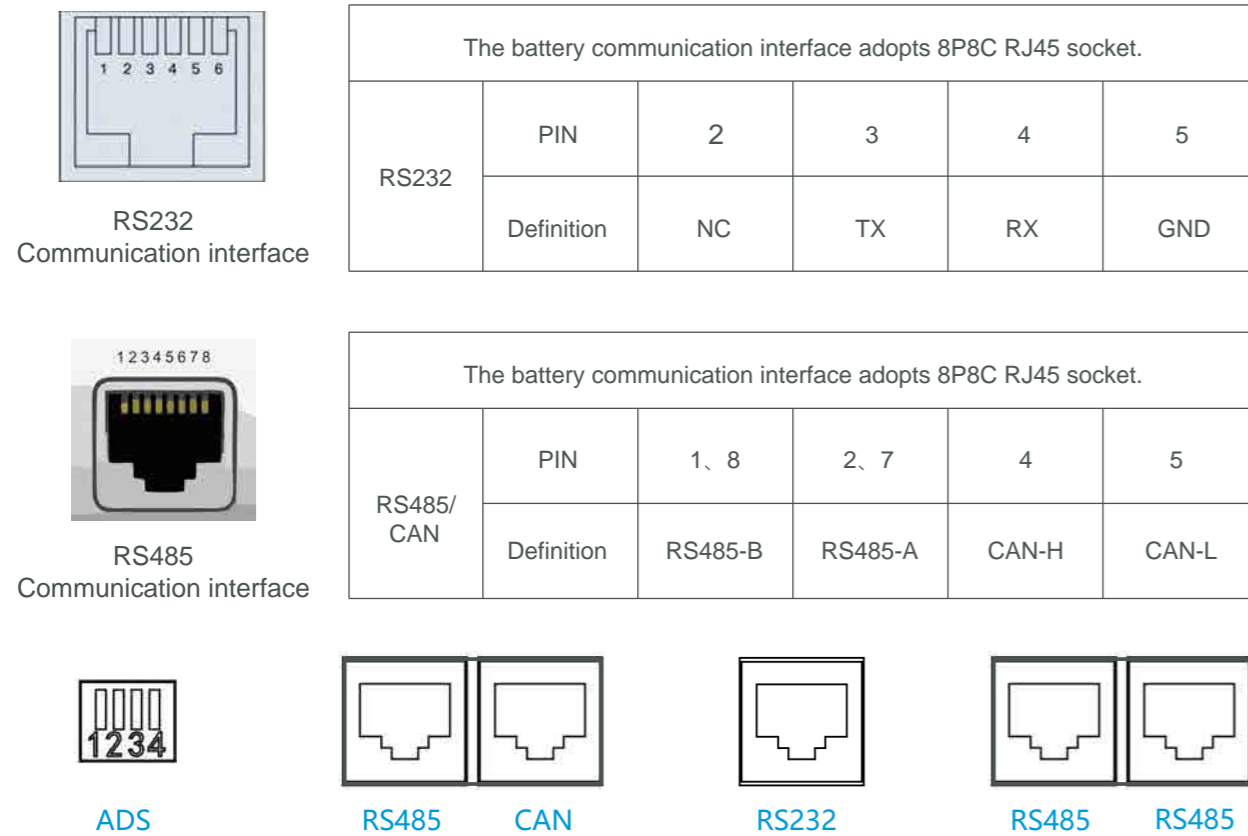 1 2 3 4 5 6
RS232
Communication interface
The battery communication interface adopts 8P8C RJ45 socket.
RS232
PIN 2 3 4 5
Definition NC TX RX GND
12345678
RS485
Communication interface
The battery communication interface adopts 8P8C RJ45 socket.
RS485/
CAN
PIN 1、8 2、7 4 5
Definition RS485-B RS485-A CAN-H CAN-L
1234
ADS RS485 CAN RS232 RS485 RS485